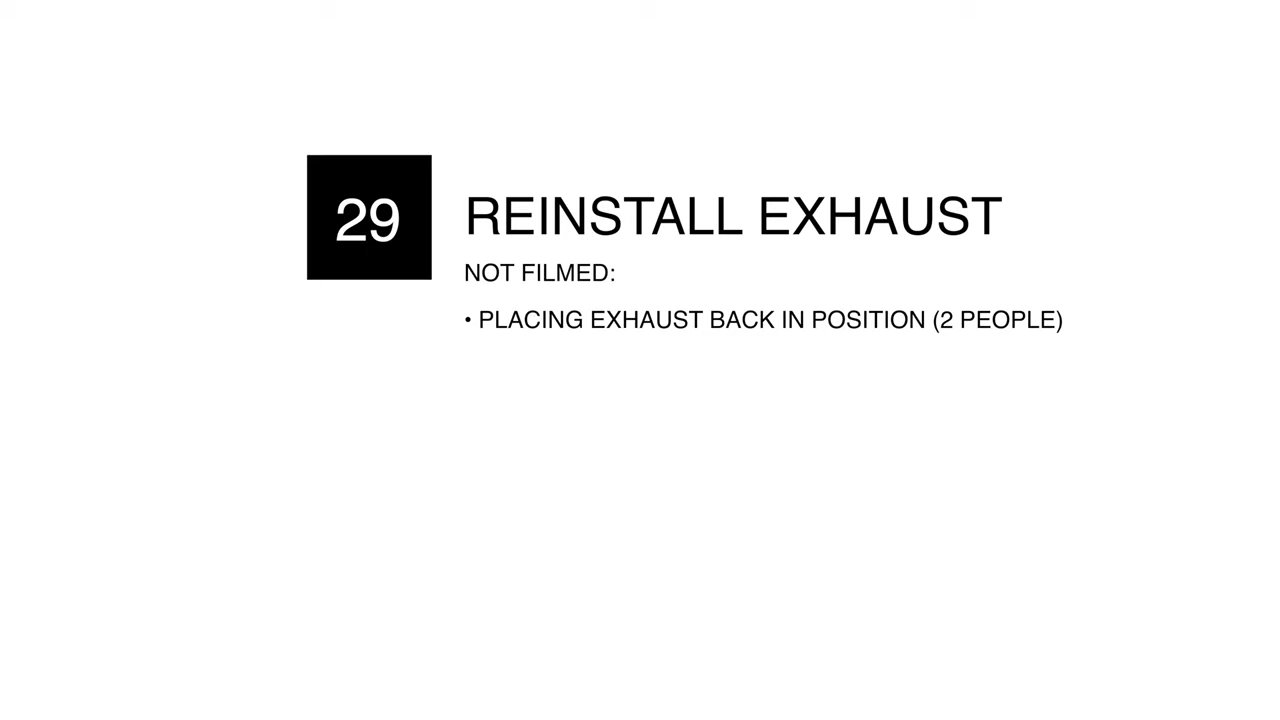 29
REINSTALL EXHAUST
NOT FILMED:
• PLACING EXHAUST BACK IN POSITION (2 PEOPLE)